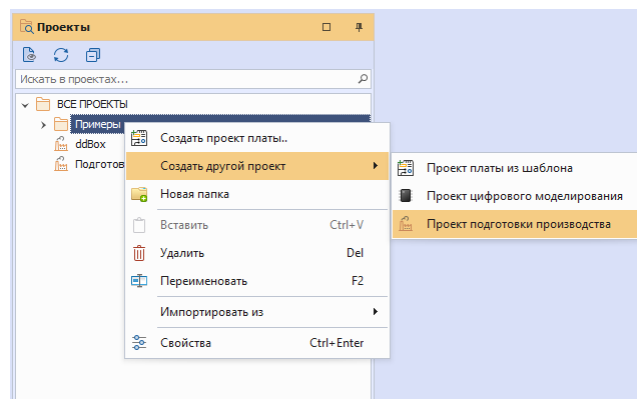 Проекты
Искать в проектах...
ВСЕ ПРОЕКТЫ
Примеры
ddBox
Подготов
Создать проект платы..
Создать другой проект
Новая папка
Вставить Ctrl+V
Удалить Del
Переименовать F2
Импортировать из
Свойства Ctrl+Enter
Проект платы из шаблона
Проект цифрового моделирования
Проект подготовки производства